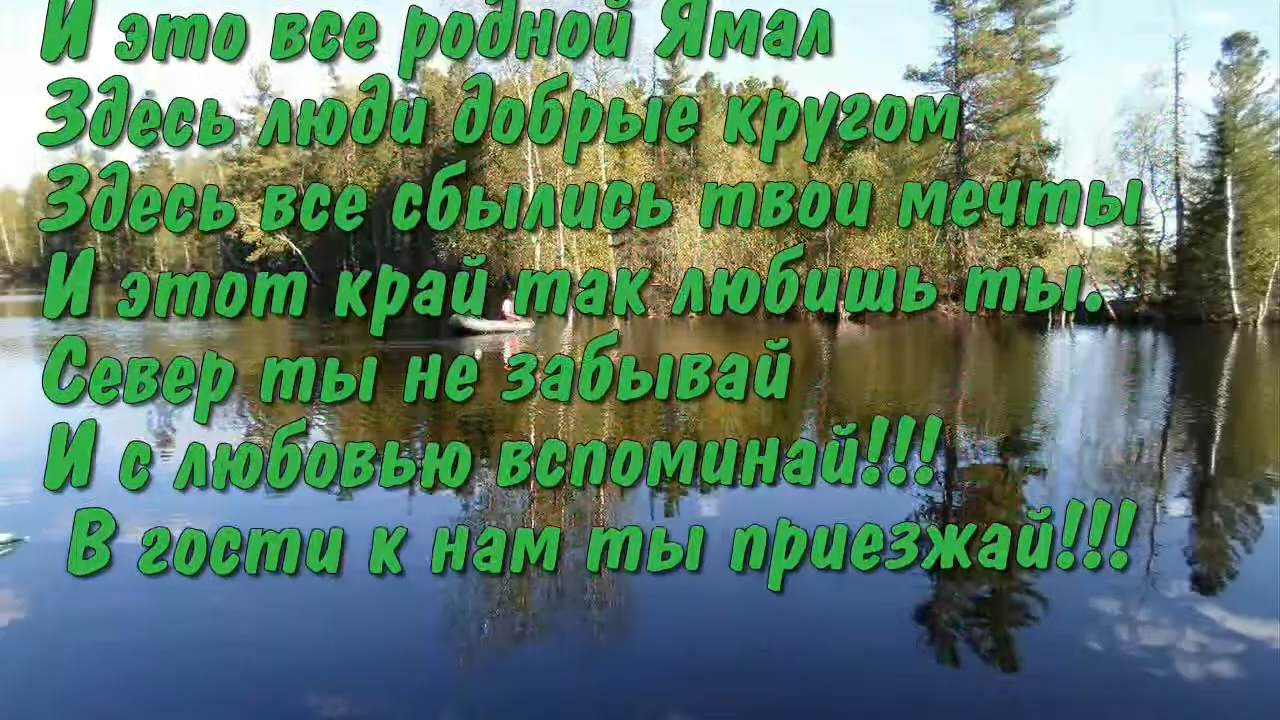 И это все родной Ямал
Здесь люди добрые кругом
Здесь все сбылись твои мечты
И этот край так любишь ты.
Север ты не забывай
И с любовью вспоминай!!!
В гости к нам ты приезжай!!!